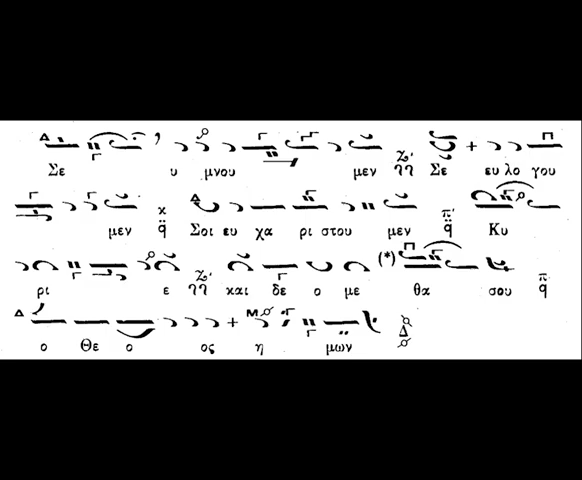 Σε υ μνου μεν Σε ευ λο γου
μεν Σοι ευ χα ρι στου μεν Κυ
ρι ε και δε ο με (*) θα σου
ο Θε ο ος η μων